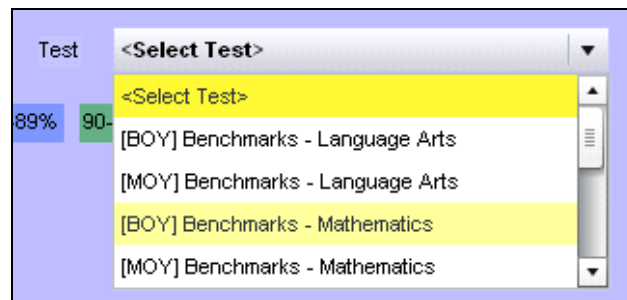 Test <Select Test>
<Select Test>
89% 90-
[BOY] Benchmarks - Language Arts
[MOY] Benchmarks - Language Arts
[BOY] Benchmarks - Mathematics
[MOY] Benchmarks - Mathematics